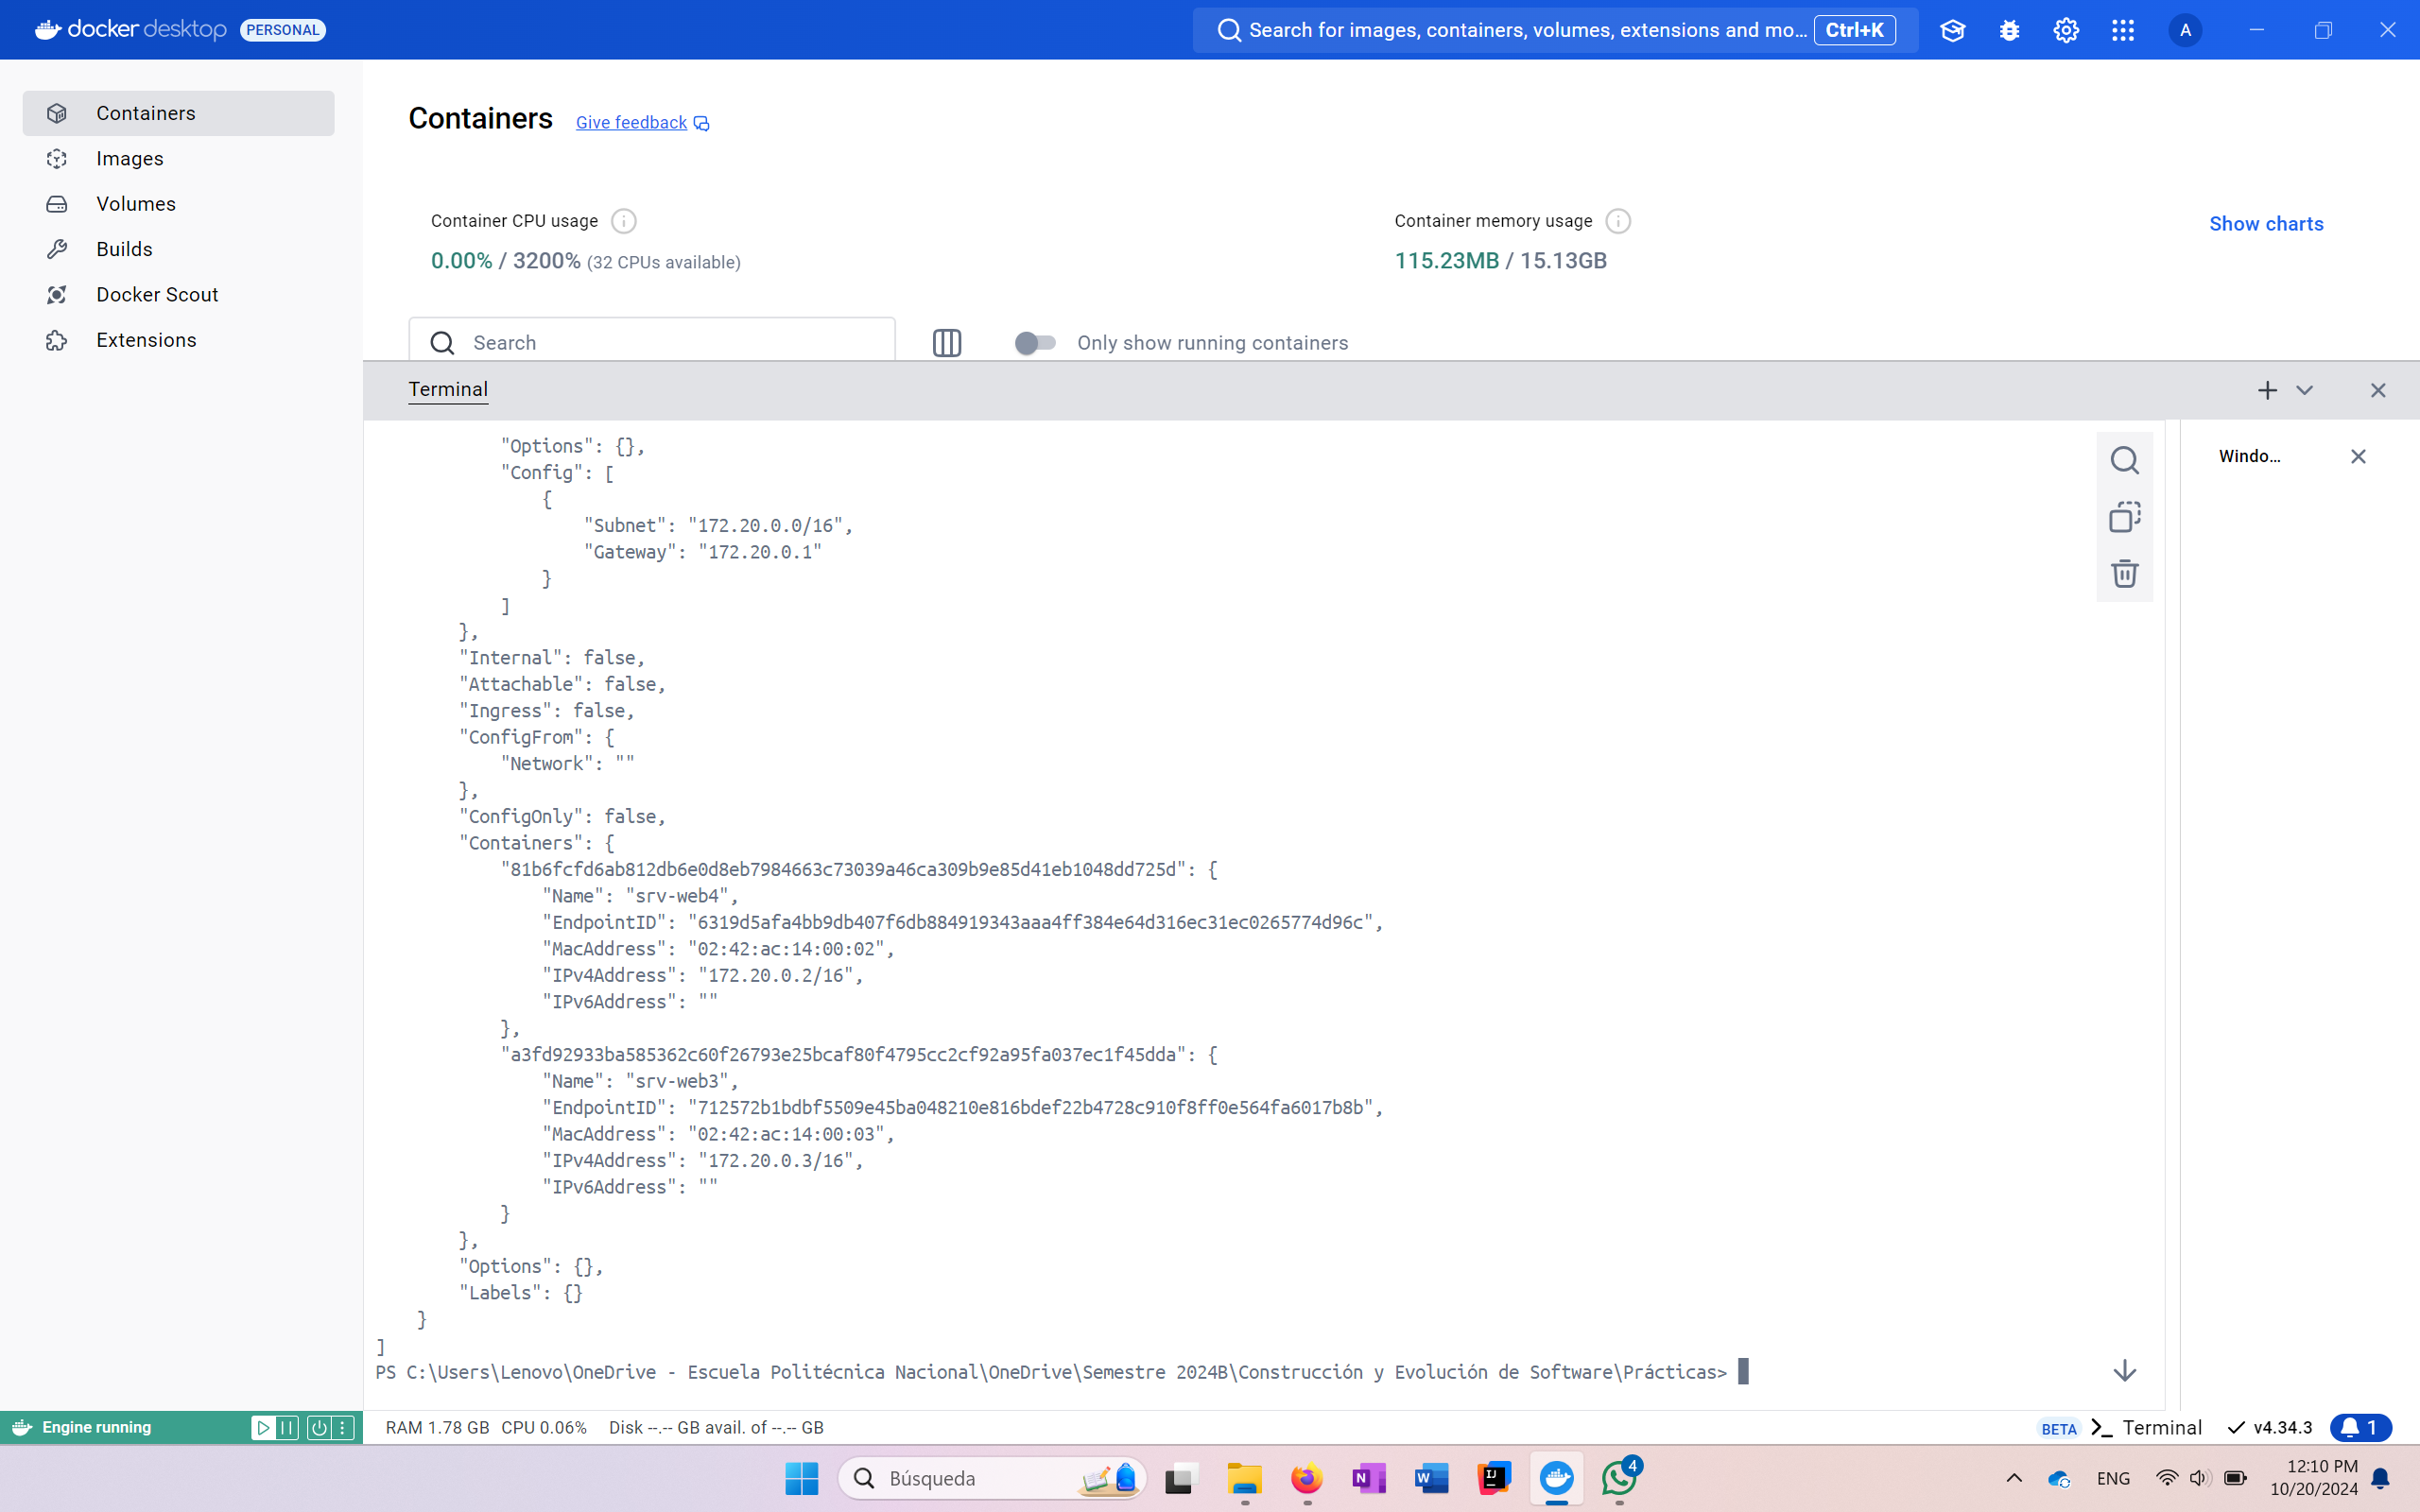 docker desktop PERSONAL
Search for images, containers, volumes, extensions and mo... Ctrl+K
A
Containers
Images
Volumes
Builds
Docker Scout
Extensions
Containers Give feedback
Container CPU usage
0.00% / 3200% (32 CPUs available)
Container memory usage
115.23MB / 15.13GB
Show charts
Search
Only show running containers
Terminal
Windo...
"Options": {},
"Config": [
{
"Subnet": "172.20.0.0/16",
"Gateway": "172.20.0.1"
}
]
},
"Internal": false,
"Attachable": false,
"Ingress": false,
"ConfigFrom": {
"Network": ""
},
"ConfigOnly": false,
"Containers": {
"81b6fcfd6ab812db6e0d8eb7984663c73039a46ca309b9e85d41eb1048dd725d": {
"Name": "srv-web4",
"EndpointID": "6319d5afa4bb9db407f6db884919343aaa4ff384e64d316ec31ec0265774d96c",
"MacAddress": "02:42:ac:14:00:02",
"IPv4Address": "172.20.0.2/16",
"IPv6Address": ""
},
"a3fd92933ba585362c60f26793e25bcaf80f4795cc2cf92a95fa037ec1f45dda": {
"Name": "srv-web3",
"EndpointID": "712572b1bdbf5509e45ba048210e816bdef22b4728c910f8ff0e564fa6017b8b",
"MacAddress": "02:42:ac:14:00:03",
"IPv4Address": "172.20.0.3/16",
"IPv6Address": ""
}
},
"Options": {},
"Labels": {}
}
]
PS C:\Users\Lenovo\OneDrive - Escuela Politécnica Nacional\OneDrive\Semestre 2024B\Construcción y Evolución de Software\Prácticas>
Engine running
RAM 1.78 GB CPU 0.06% Disk --.-- GB avail. of --.-- GB
BETA Terminal v4.34.3 1
Búsqueda
4
ENG
12:10 PM
10/20/2024